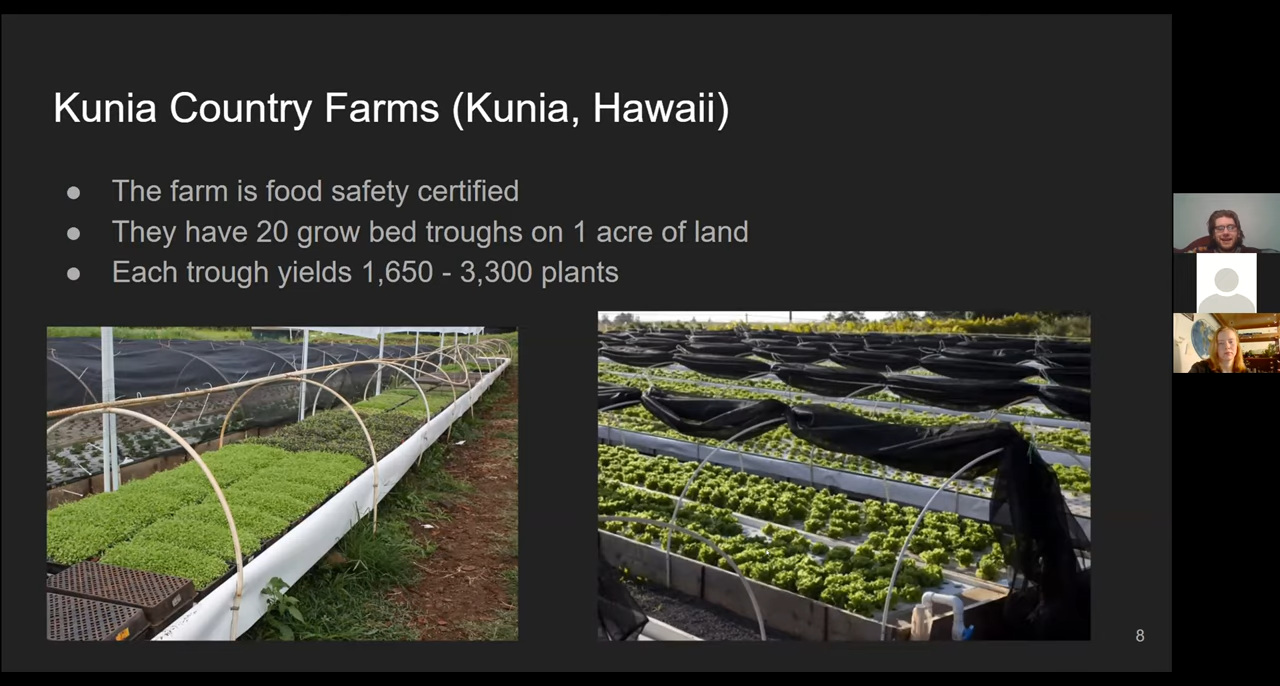 Kunia Country Farms (Kunia, Hawaii)
● The farm is food safety certified
● They have 20 grow bed troughs on 1 acre of land
● Each trough yields 1,650 - 3,300 plants
8